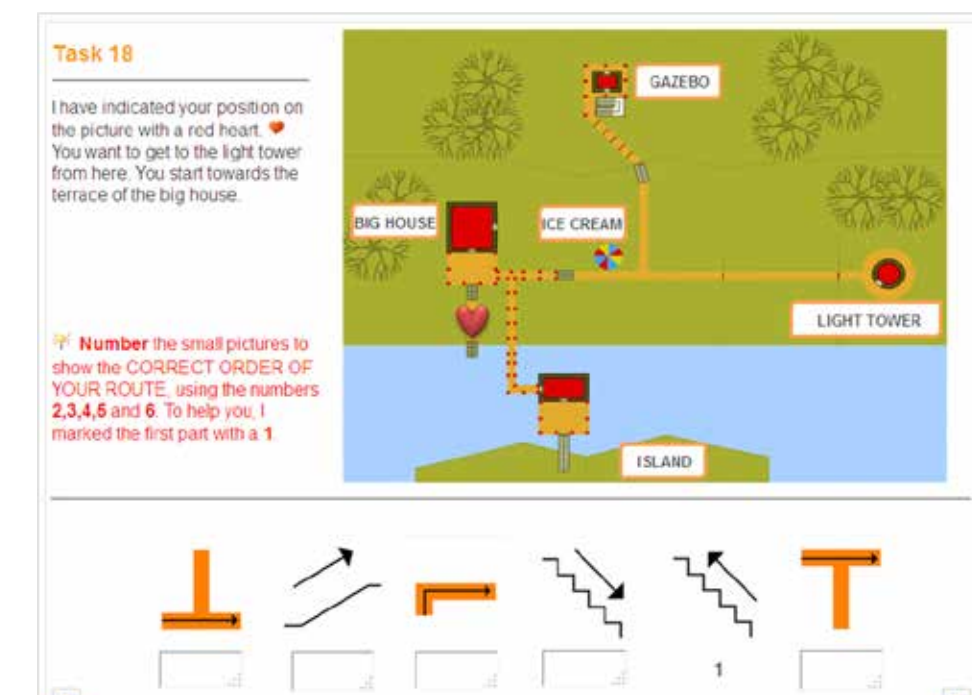 Task 18
I have indicated your position on
the picture with a red heart.
You want to get to the light tower
from here. You start towards the
terrace of the big house.
Number the small pictures to
show the CORRECT ORDER OF
YOUR ROUTE, using the numbers
2,3,4,5 and 6. To help you, I
marked the first part with a 1.
GAZEBO
BIG HOUSE
ICE CREAM
LIGHT TOWER
ISLAND
1